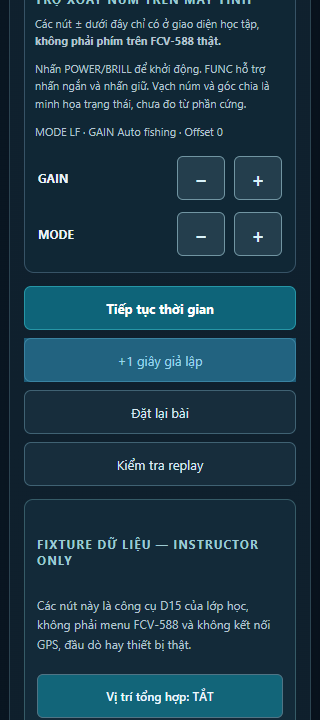 TRỢ XOAY NÚM TRÊN MÁY TÍNH
Các nút ± dưới đây chỉ có ở giao diện học tập,
không phải phím trên FCV-588 thật.
Nhấn POWER/BRILL để khởi động. FUNC hỗ trợ
nhấn ngắn và nhấn giữ. Vạch núm và góc chia là
minh họa trạng thái, chưa đo từ phần cứng.
MODE LF · GAIN Auto fishing · Offset 0
GAIN
−
+
MODE
−
+
Tiếp tục thời gian
+1 giây giả lập
Đặt lại bài
Kiểm tra replay
FIXTURE DỮ LIỆU — INSTRUCTOR
ONLY
Các nút này là công cụ D15 của lớp học,
không phải menu FCV-588 và không kết nối
GPS, đầu dò hay thiết bị thật.
Vị trí tổng hợp: TẮT